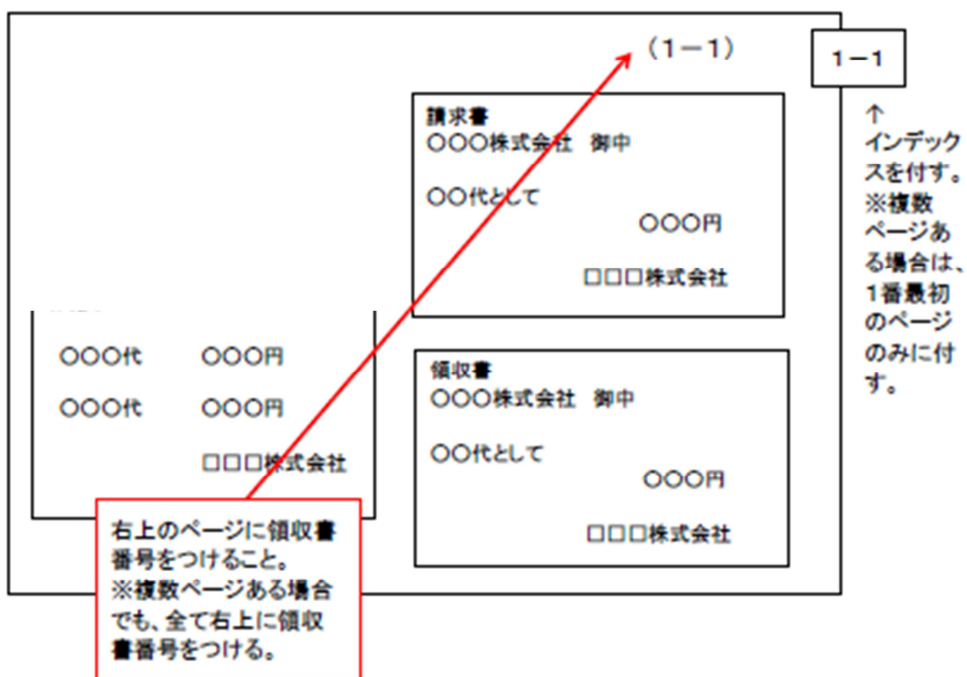 （１－１）
１－１
↑
インデック
スを付す。
※複数
ページあ
る場合は、
1番最初
のページ
のみに付
す。
請求書
○○○株式会社　御中
○○代として
○○○円
□□□株式会社
○○○代　○○○円
○○○代　○○○円
□□□株式会社
領収書
○○○株式会社　御中
○○代として
○○○円
□□□株式会社
右上のページに領収書
番号をつけること。
※複数ページある場合
でも、全て右上に領収
書番号をつける。